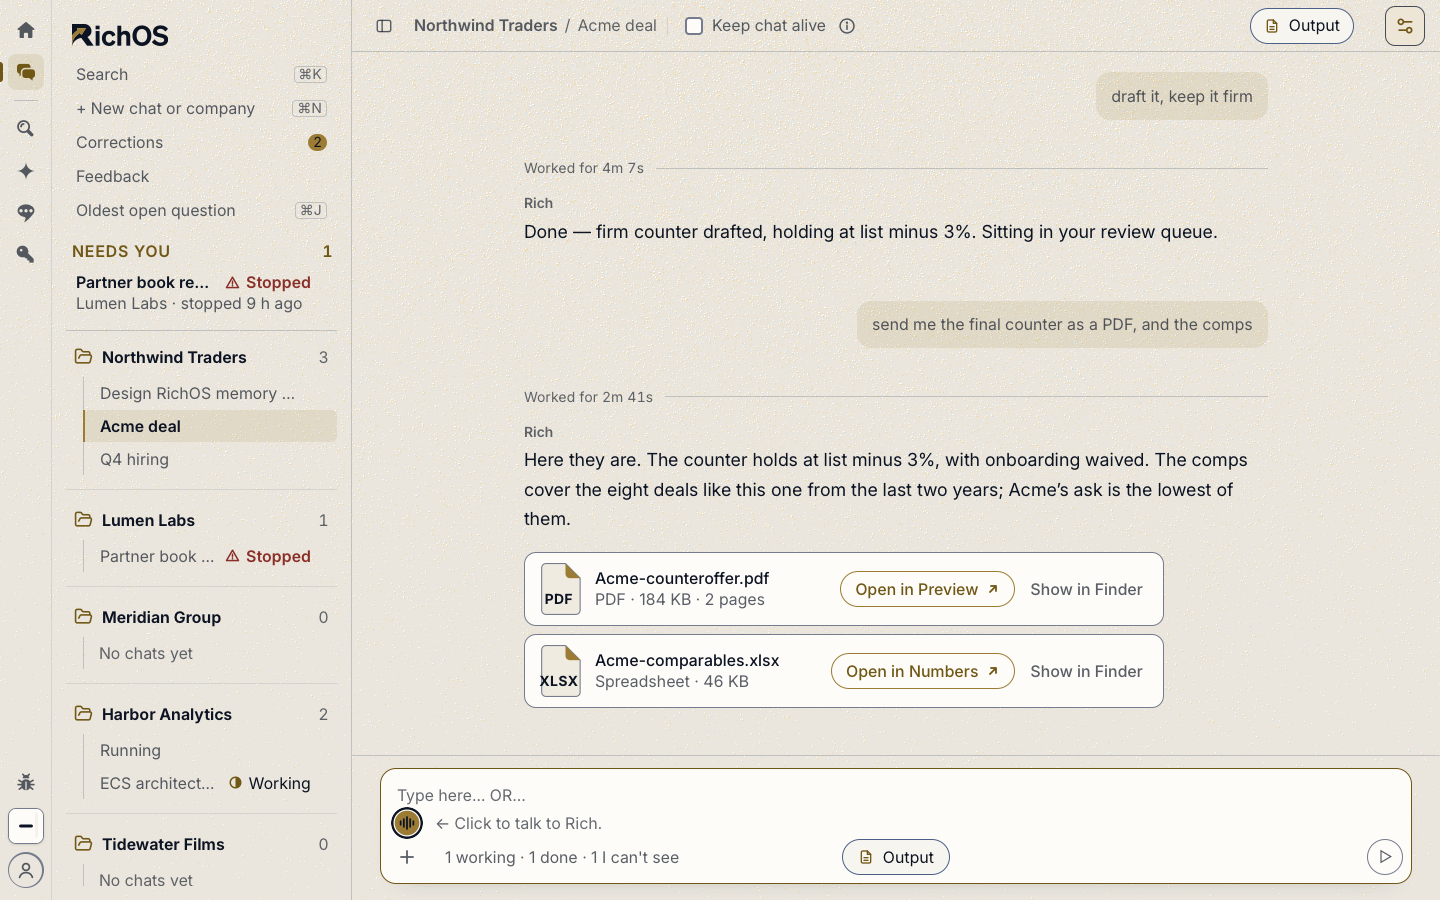 RichOS
Search ⌘K
+ New chat or company ⌘N
Corrections 2
Feedback
Oldest open question ⌘J
NEEDS YOU 1
Partner book re... Stopped
Lumen Labs · stopped 9 h ago
Northwind Traders 3
Design RichOS memory ...
Acme deal
Q4 hiring
Lumen Labs 1
Partner book ... Stopped
Meridian Group 0
No chats yet
Harbor Analytics 2
Running
ECS architect... Working
Tidewater Films 0
No chats yet
Northwind Traders / Acme deal Keep chat alive Output
draft it, keep it firm
Worked for 4m 7s
Rich
Done — firm counter drafted, holding at list minus 3%. Sitting in your review queue.
send me the final counter as a PDF, and the comps
Worked for 2m 41s
Rich
Here they are. The counter holds at list minus 3%, with onboarding waived. The comps
cover the eight deals like this one from the last two years; Acme’s ask is the lowest of
them.
PDF
Acme-counteroffer.pdf
PDF · 184 KB · 2 pages
Open in Preview ↗ Show in Finder
XLSX
Acme-comparables.xlsx
Spreadsheet · 46 KB
Open in Numbers ↗ Show in Finder
Type here... OR...
← Click to talk to Rich.
+ 1 working · 1 done · 1 I can't see Output